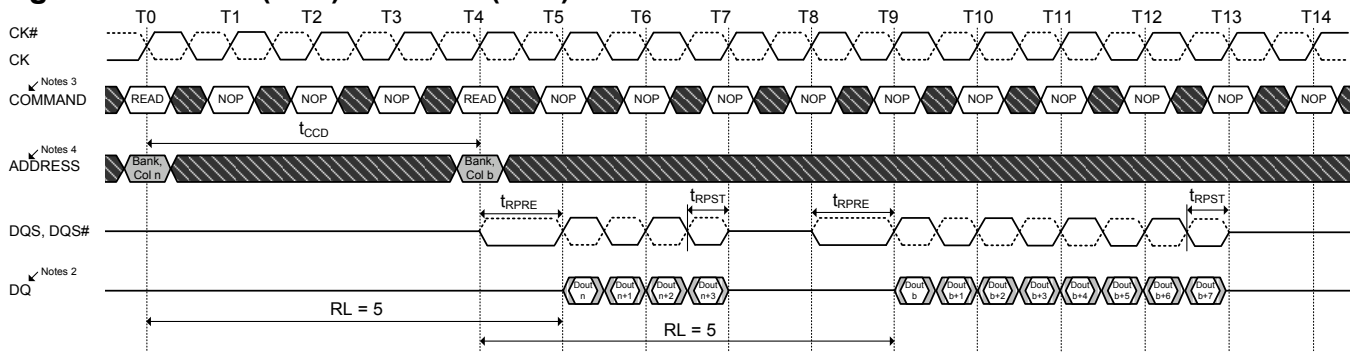 T0 T1 T2 T3 T4 T5 T6 T7 T8 T9 T10 T11 T12 T13 T14
CK#
CK
Notes 3
COMMAND READ NOP NOP NOP READ NOP NOP NOP NOP NOP NOP NOP NOP NOP NOP
tCCD
Notes 4
ADDRESS Bank, Col n Bank, Col b
tRPRE tRPST tRPRE tRPST
DQS, DQS#
Notes 2
DQ Dout n Dout n+1 Dout n+2 Dout n+3 Dout b Dout b+1 Dout b+2 Dout b+3 Dout b+4 Dout b+5 Dout b+6 Dout b+7
RL = 5
RL = 5